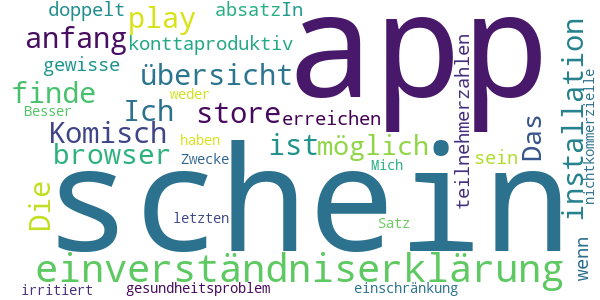 doppelt play absatzIn
anfang konttaproduktiv
gewisse übersicht app
finde weder
Besser Ich store erreichen
Komisch haben ist möglich
browser Zwecke Mich sein
Die schein
letzten Satz
einverständniserklärung
irritiert gesundheitsproblem einschränkung
teilnehmerzahlen
Das
installation
wenn
nichtkommerzielle